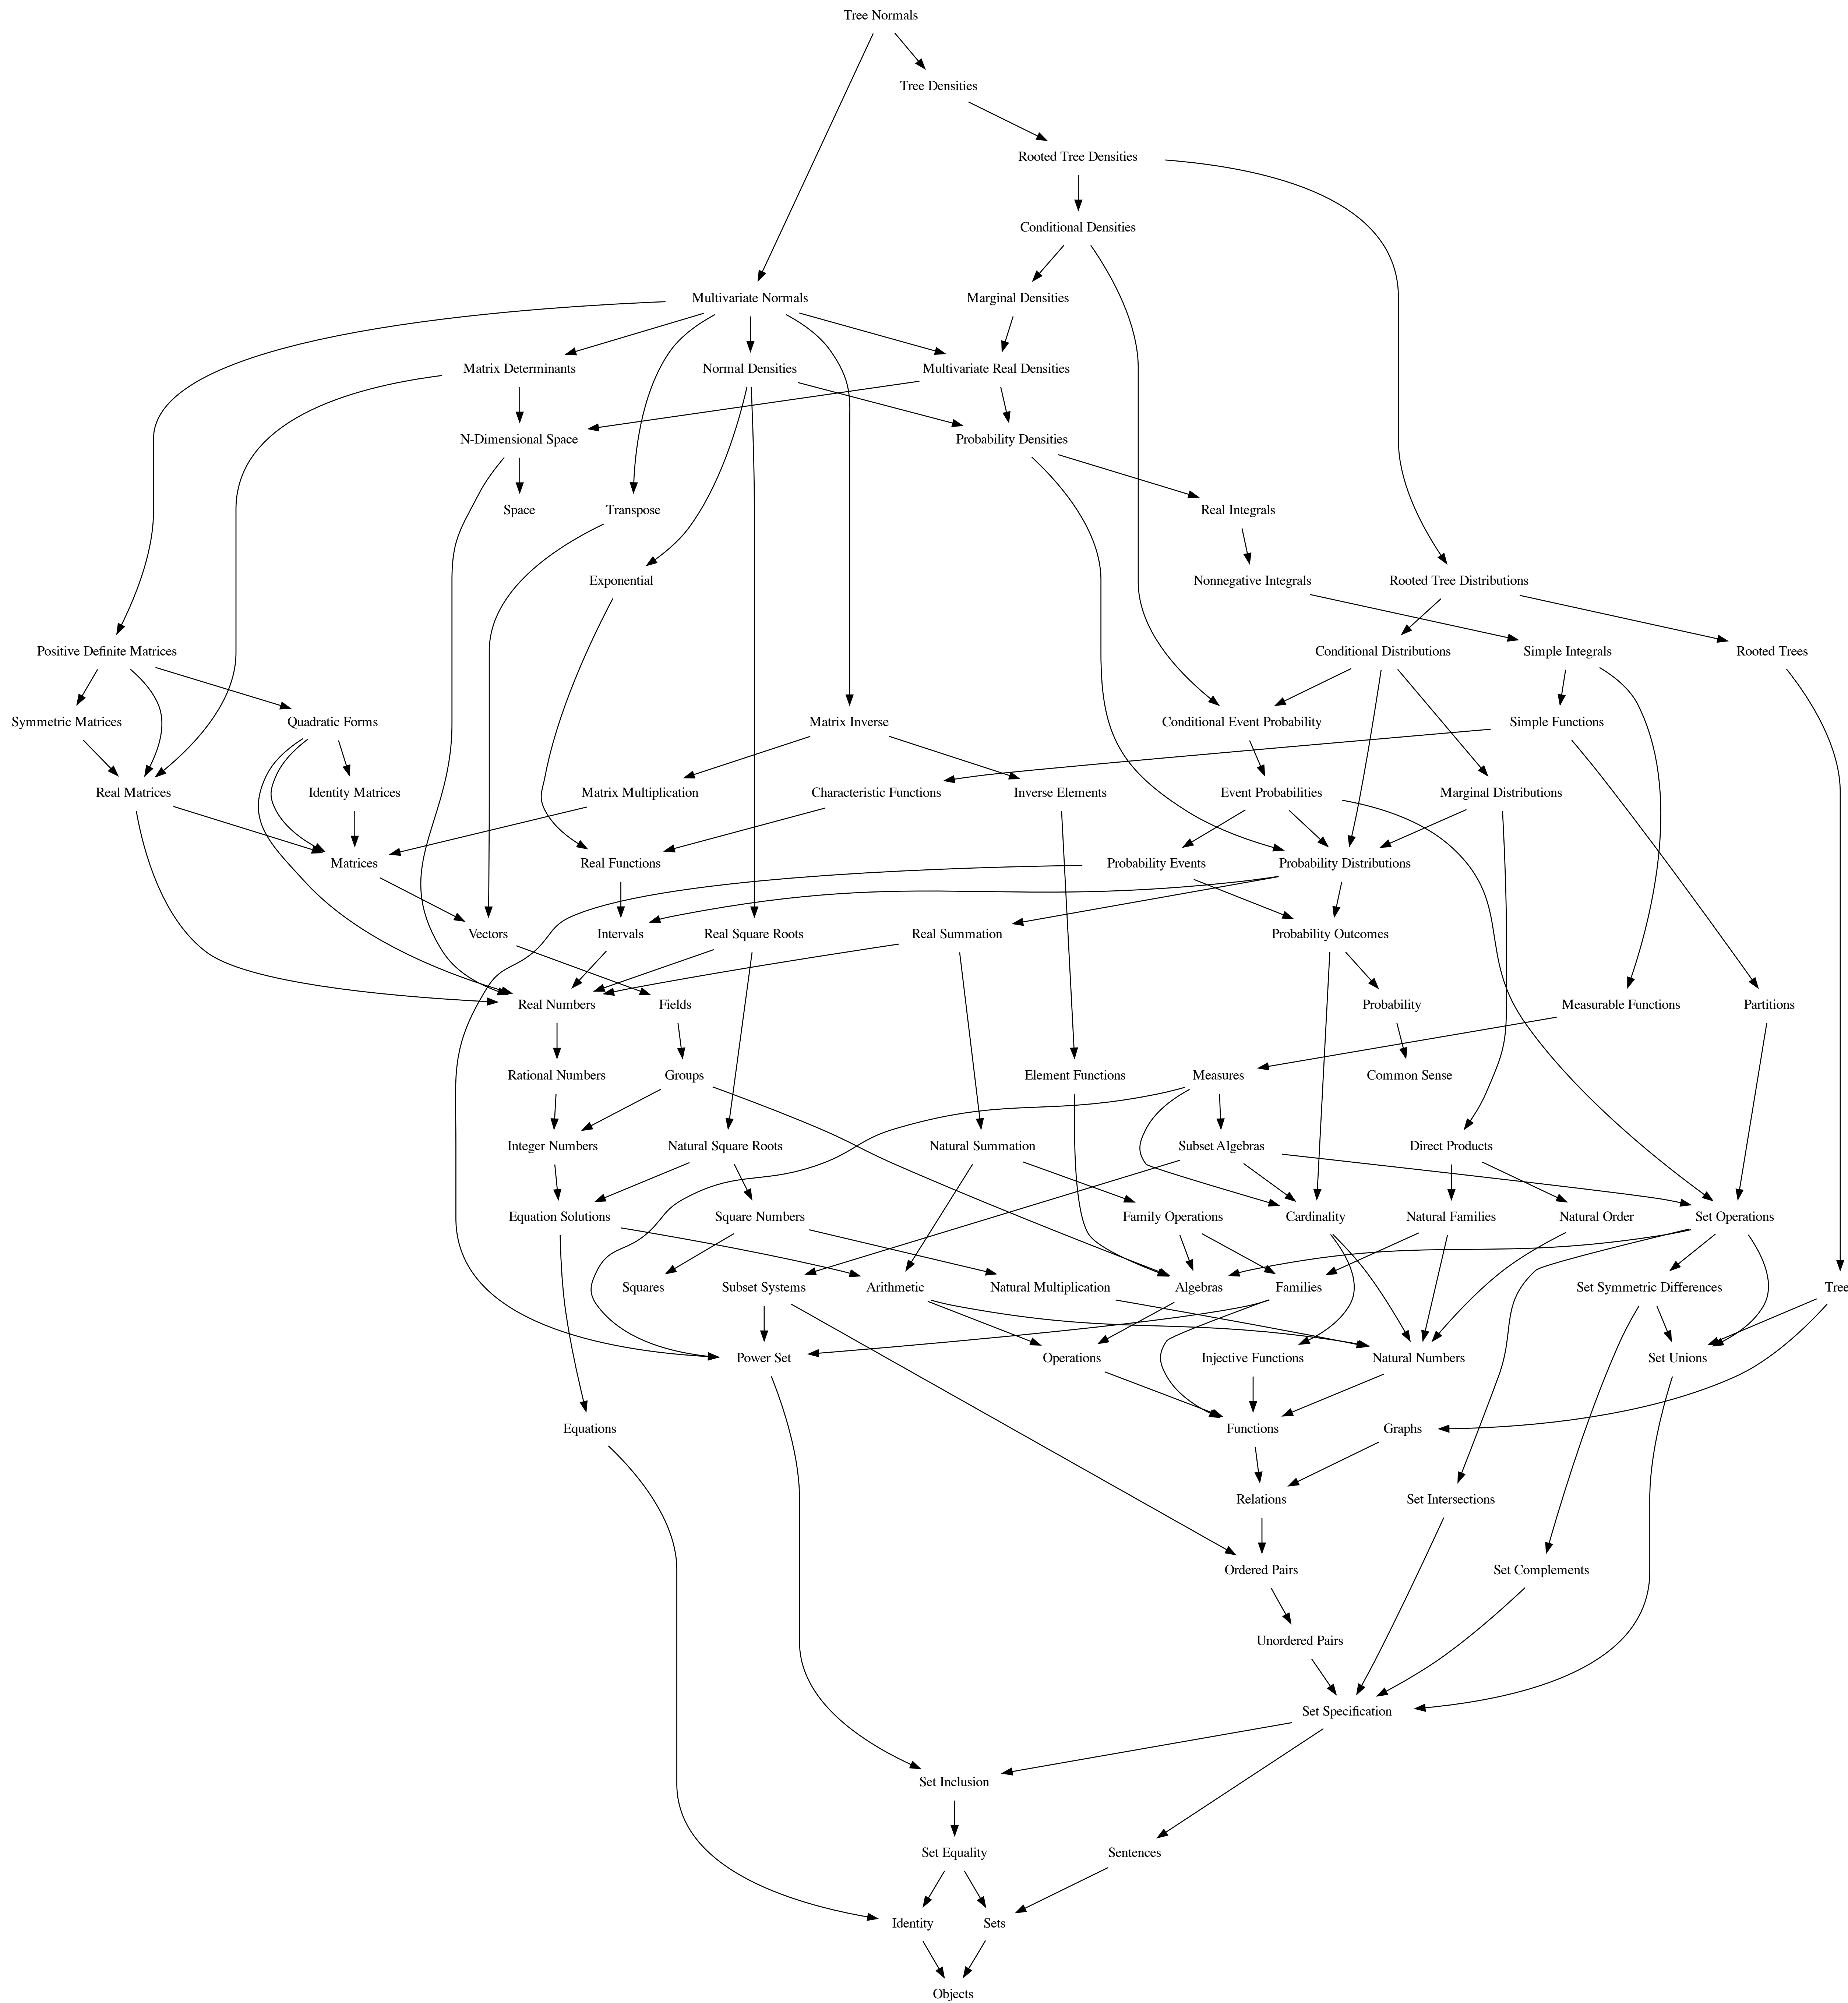 Tree Normals
Tree Densities
Rooted Tree Densities
Conditional Densities
Multivariate Normals
Marginal Densities
Matrix Determinants
Normal Densities
Multivariate Real Densities
N-Dimensional Space
Probability Densities
Space
Transpose
Real Integrals
Exponential
Nonnegative Integrals
Rooted Tree Distributions
Positive Definite Matrices
Conditional Distributions
Simple Integrals
Rooted Trees
Symmetric Matrices
Quadratic Forms
Matrix Inverse
Conditional Event Probability
Simple Functions
Real Matrices
Identity Matrices
Matrix Multiplication
Characteristic Functions
Inverse Elements
Event Probabilities
Marginal Distributions
Matrices
Real Functions
Probability Events
Probability Distributions
Vectors
Intervals
Real Square Roots
Real Summation
Probability Outcomes
Real Numbers
Fields
Probability
Measurable Functions
Partitions
Rational Numbers
Groups
Element Functions
Measures
Common Sense
Integer Numbers
Natural Square Roots
Natural Summation
Subset Algebras
Direct Products
Equation Solutions
Square Numbers
Family Operations
Cardinality
Natural Families
Natural Order
Set Operations
Squares
Subset Systems
Arithmetic
Natural Multiplication
Algebras
Families
Set Symmetric Differences
Tree
Power Set
Operations
Injective Functions
Natural Numbers
Set Unions
Equations
Functions
Graphs
Relations
Set Intersections
Ordered Pairs
Set Complements
Unordered Pairs
Set Specification
Set Inclusion
Set Equality
Sentences
Identity
Sets
Objects